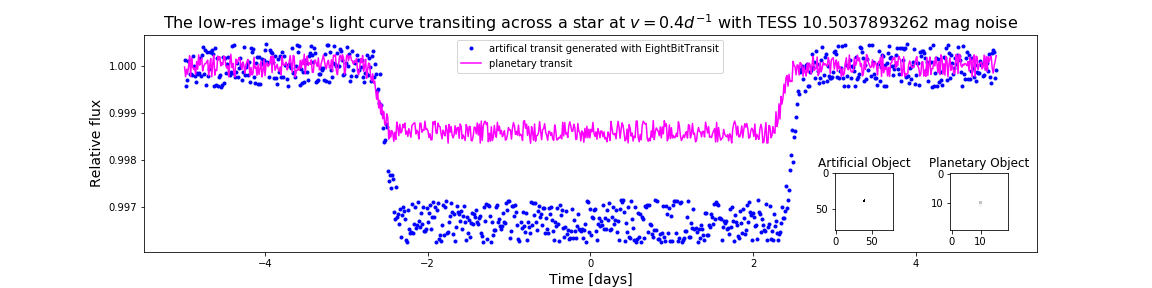 The low-res image's light curve transiting across a star at v = 0.4d⁻¹ with TESS 10.5037893262 mag noise
artifical transit generated with EightBitTransit
planetary transit
Relative flux
1.000
0.999
0.998
0.997
Artificial Object
0
50
0
50
Planetary Object
0
10
0
10
−4
−2
0
2
4
Time [days]